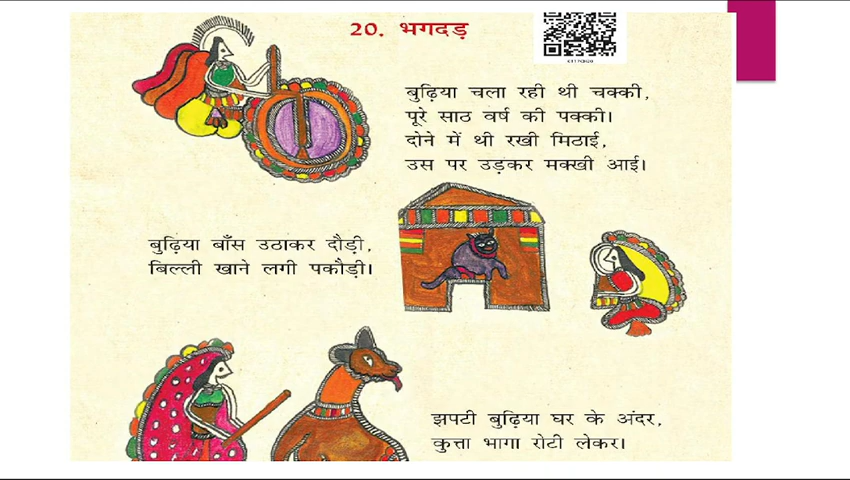 20. भगदड़
बुढ़िया चला रही थी चक्की,
पूरे साठ वर्ष की पक्की।
दोने में थी रखी मिठाई,
उस पर उड़कर मक्खी आई।
बुढ़िया बाँस उठाकर दौड़ी,
बिल्ली खाने लगी पकौड़ी।
झपटी बुढ़िया घर के अंदर,
कुत्ता भागा रोटी लेकर।